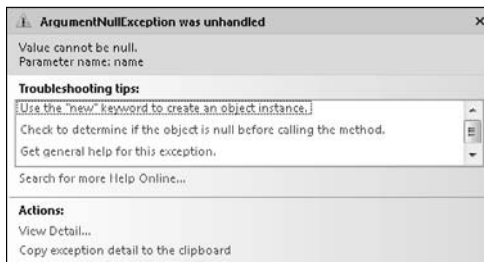 ArgumentNullException was unhandled
Value cannot be null.
Parameter name: name
Troubleshooting tips:
Use the "new" keyword to create an object instance.
Check to determine if the object is null before calling the method.
Get general help for this exception.
Search for more Help Online...
Actions:
View Detail...
Copy exception detail to the clipboard